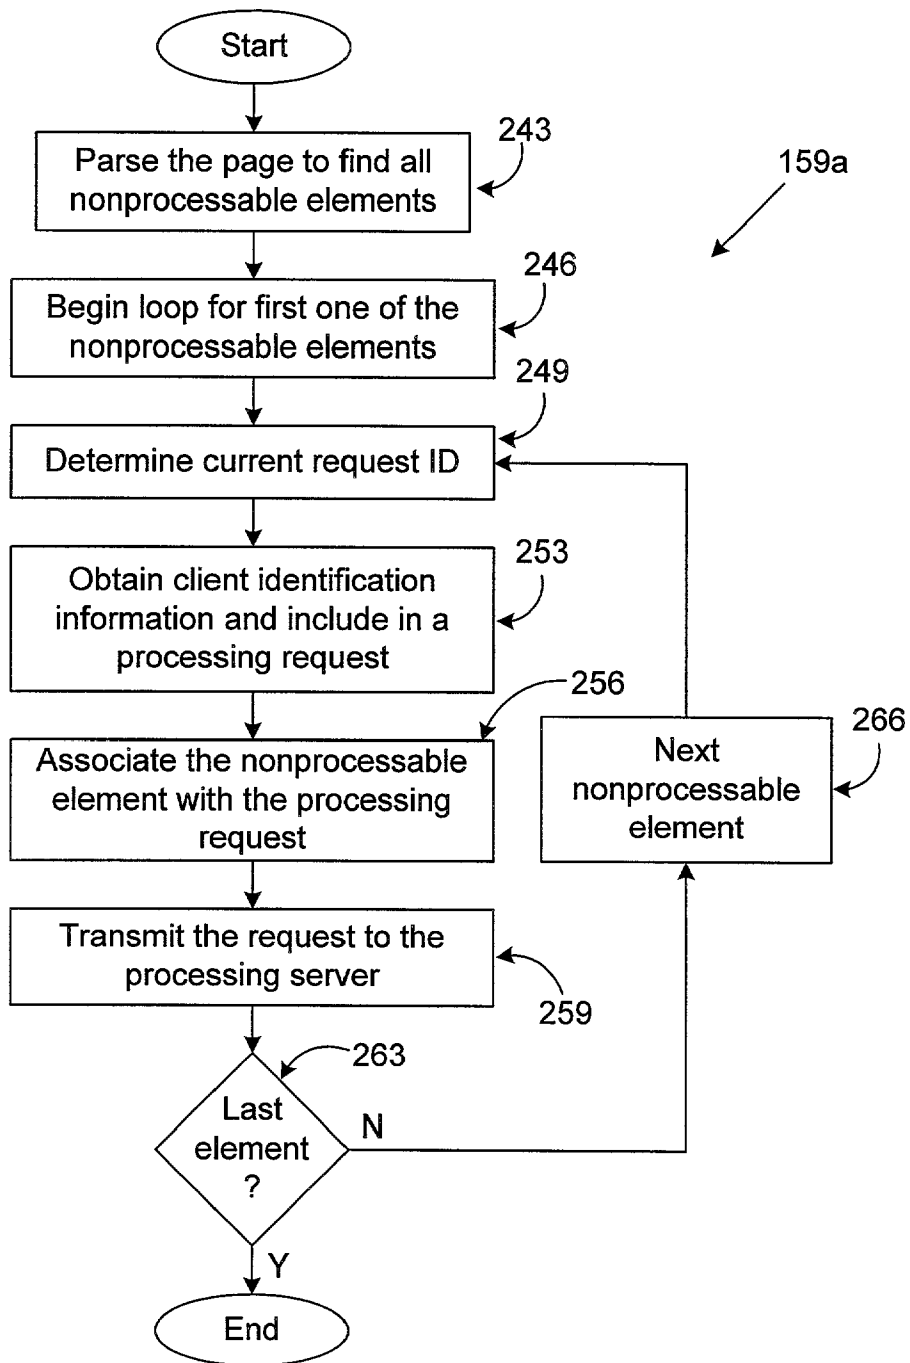 Start
243
Parse the page to find all
nonprocessable elements
159a
246
Begin loop for first one of the
nonprocessable elements
249
Determine current request ID
253
Obtain client identification
information and include in a
processing request
256
Associate the nonprocessable
element with the processing
request
266
Next
nonprocessable
element
Transmit the request to the
processing server
259
263
Last
element
?
N
Y
End